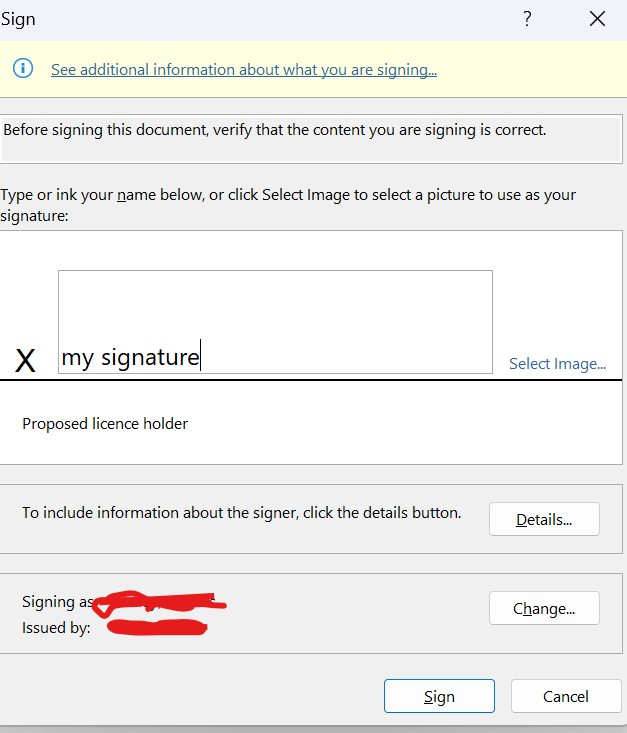 Sign ?
See additional information about what you are signing...
Before signing this document, verify that the content you are signing is correct.
Type or ink your name below, or click Select Image to select a picture to use as your
signature:
X my signature
Select Image...
Proposed licence holder
To include information about the signer, click the details button.
Details...
Signing as
Change...
Issued by:
Sign
Cancel